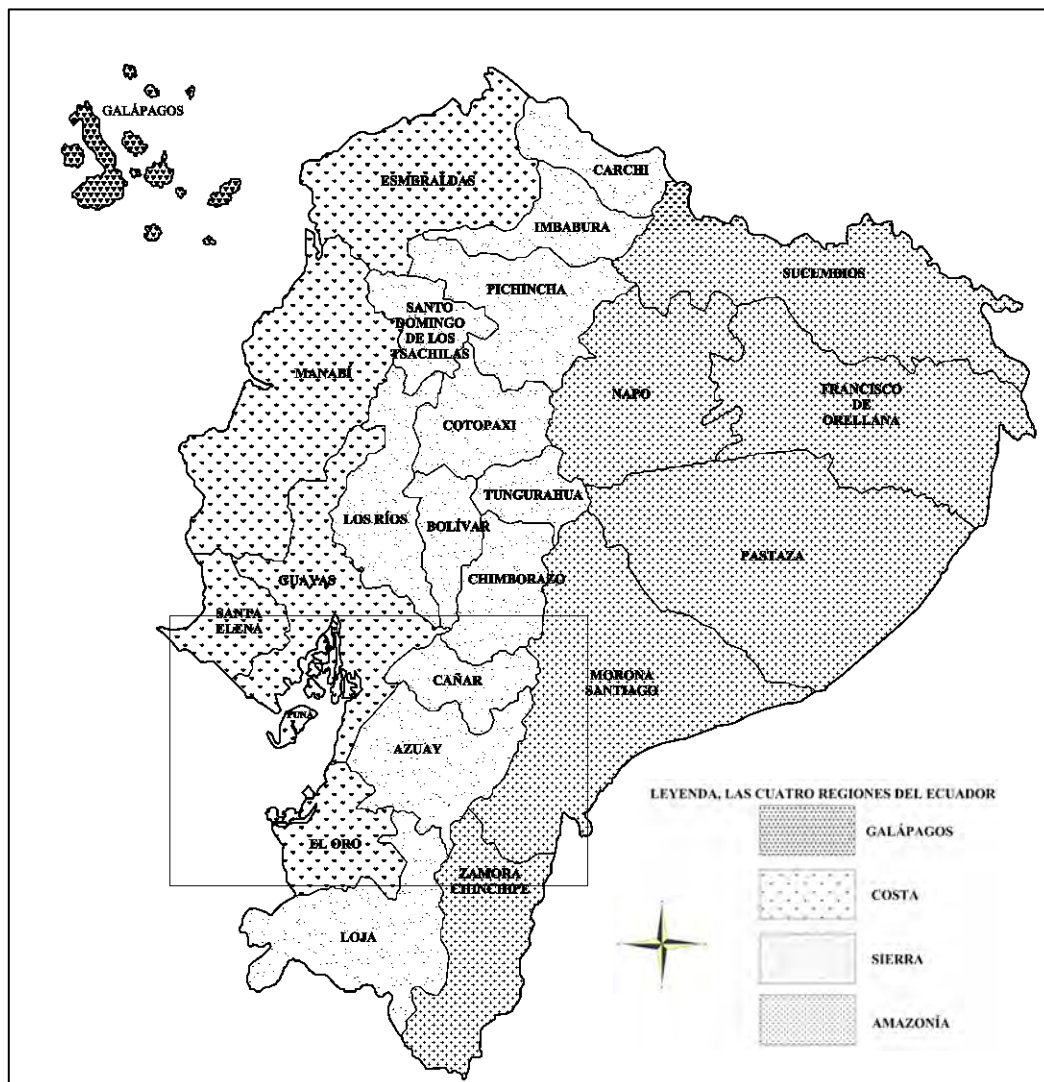 GALÁPAGOS
CARCHI
ESMERALDAS
IMBABURA
SUCUMBIOS
PICHINCHA
SANTO
DOMINGO
DE LOS
TSACHILAS
MANABÍ
NAPO
FRANCISCO
DE
ORELLANA
COTOPAXI
TUNGURAHUA
LOS RÍOS
BOLÍVAR
PASTAZA
CHIMBORAZO
GUAYAS
SANTA
ELENA
CAÑAR
MORONA
SANTIAGO
PUNÁ
AZUAY
EL ORO
ZAMORA
CHINCHIPE
LOJA
LEYENDA, LAS CUATRO REGIONES DEL ECUADOR
GALÁPAGOS
COSTA
SIERRA
AMAZONÍA